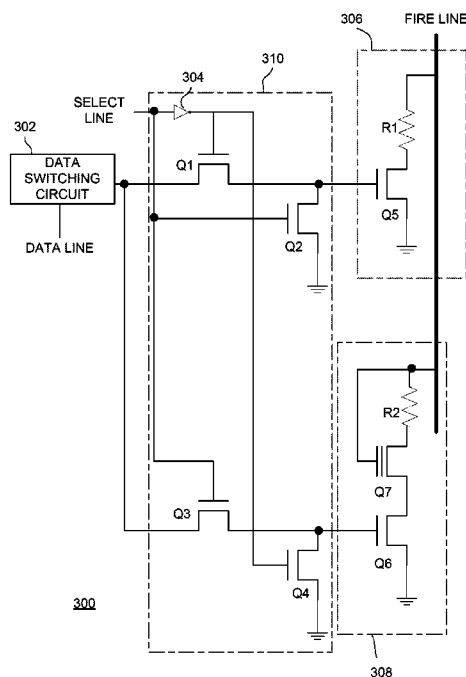 FIRE LINE
306
310
304
SELECT
LINE
302
DATA
SWITCHING
CIRCUIT
DATA LINE
Q1
R1
Q5
Q2
R2
Q7
Q3
Q6
Q4
300
308